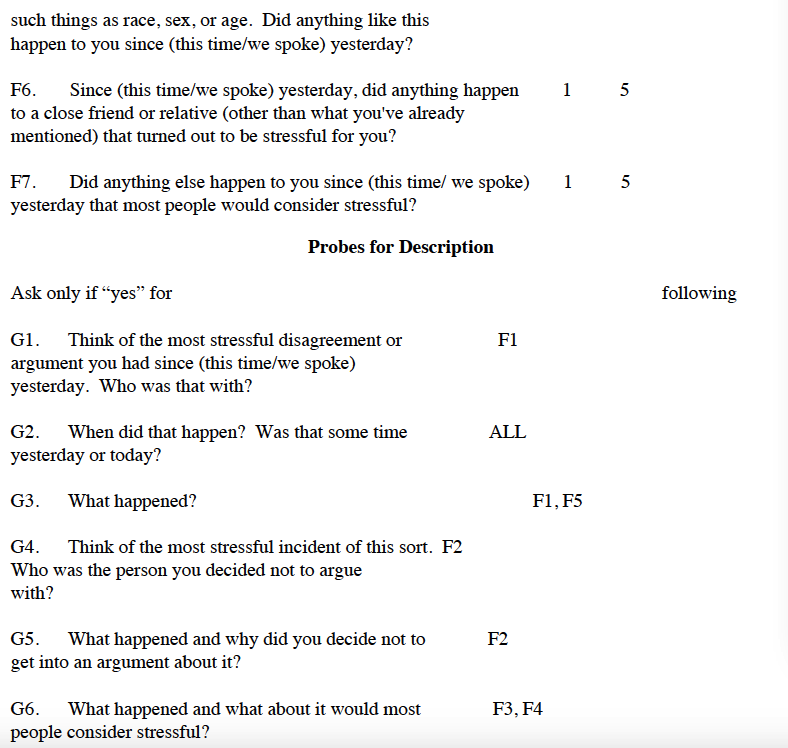 such things as race, sex, or age.  Did anything like this
happen to you since (this time/we spoke) yesterday?
F6.  Since (this time/we spoke) yesterday, did anything happen  1  5
to a close friend or relative (other than what you've already
mentioned) that turned out to be stressful for you?
F7.  Did anything else happen to you since (this time/ we spoke)  1  5
yesterday that most people would consider stressful?
Probes for Description
Ask only if “yes” for  following
G1.  Think of the most stressful disagreement or  F1
argument you had since (this time/we spoke)
yesterday.  Who was that with?
G2.  When did that happen?  Was that some time  ALL
yesterday or today?
G3.  What happened?  F1, F5
G4.  Think of the most stressful incident of this sort.  F2
Who was the person you decided not to argue
with?
G5.  What happened and why did you decide not to  F2
get into an argument about it?
G6.  What happened and what about it would most  F3, F4
people consider stressful?